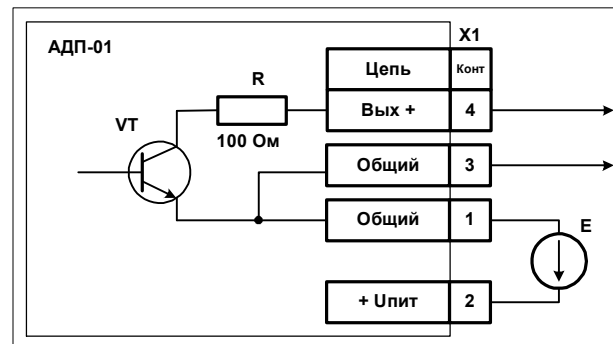 X1
АДП-01
Цепь Конт
R
Вых + 4
VT
100 Ом
Общий 3
Общий 1
E
+ Uпит 2